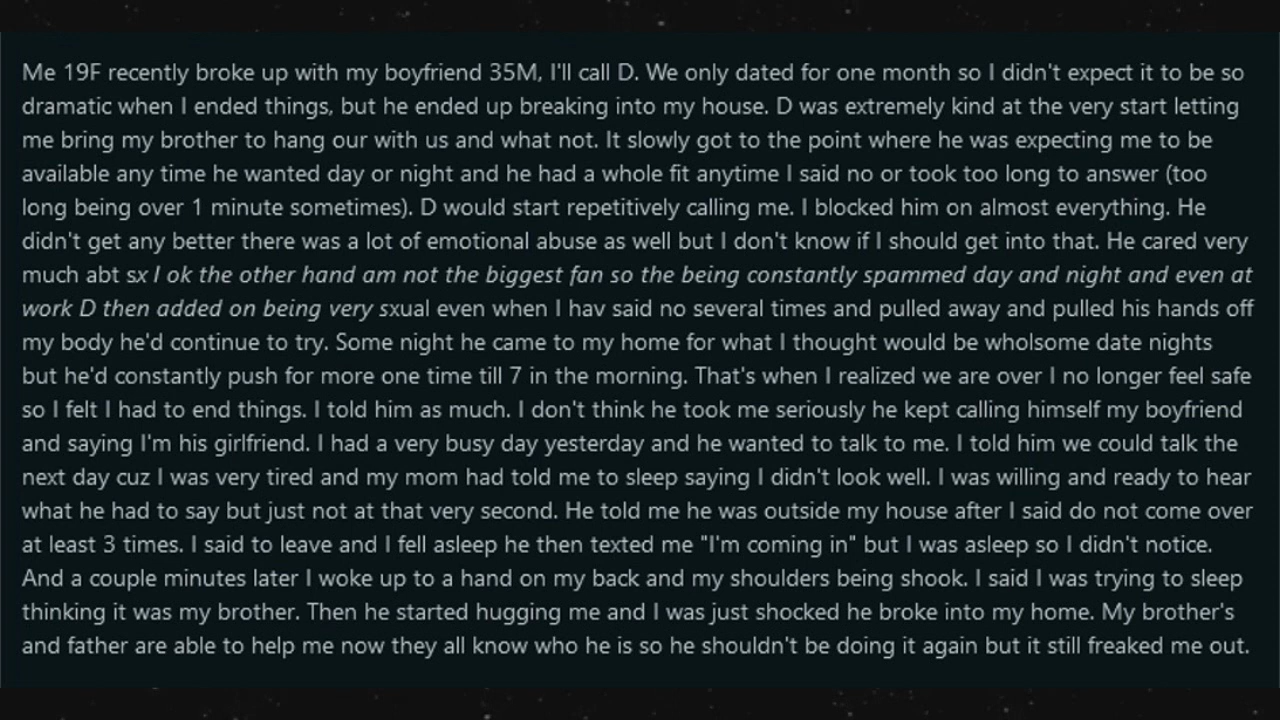 Me 19F recently broke up with my boyfriend 35M, I'll call D. We only dated for one month so I didn't expect it to be so
dramatic when I ended things, but he ended up breaking into my house. D was extremely kind at the very start letting
me bring my brother to hang our with us and what not. It slowly got to the point where he was expecting me to be
available any time he wanted day or night and he had a whole fit anytime I said no or took too long to answer (too
long being over 1 minute sometimes). D would start repetitively calling me. I blocked him on almost everything. He
didn't get any better there was a lot of emotional abuse as well but I don't know if I should get into that. He cared very
much abt sx I ok the other hand am not the biggest fan so the being constantly spammed day and night and even at
work D then added on being very sxual even when I hav said no several times and pulled away and pulled his hands off
my body he'd continue to try. Some night he came to my home for what I thought would be wholsome date nights
but he'd constantly push for more one time till 7 in the morning. That's when I realized we are over I no longer feel safe
so I felt I had to end things. I told him as much. I don't think he took me seriously he kept calling himself my boyfriend
and saying I'm his girlfriend. I had a very busy day yesterday and he wanted to talk to me. I told him we could talk the
next day cuz I was very tired and my mom had told me to sleep saying I didn't look well. I was willing and ready to hear
what he had to say but just not at that very second. He told me he was outside my house after I said do not come over
at least 3 times. I said to leave and I fell asleep he then texted me "I'm coming in" but I was asleep so I didn't notice.
And a couple minutes later I woke up to a hand on my back and my shoulders being shook. I said I was trying to sleep
thinking it was my brother. Then he started hugging me and I was just shocked he broke into my home. My brother's
and father are able to help me now they all know who he is so he shouldn't be doing it again but it still freaked me out.